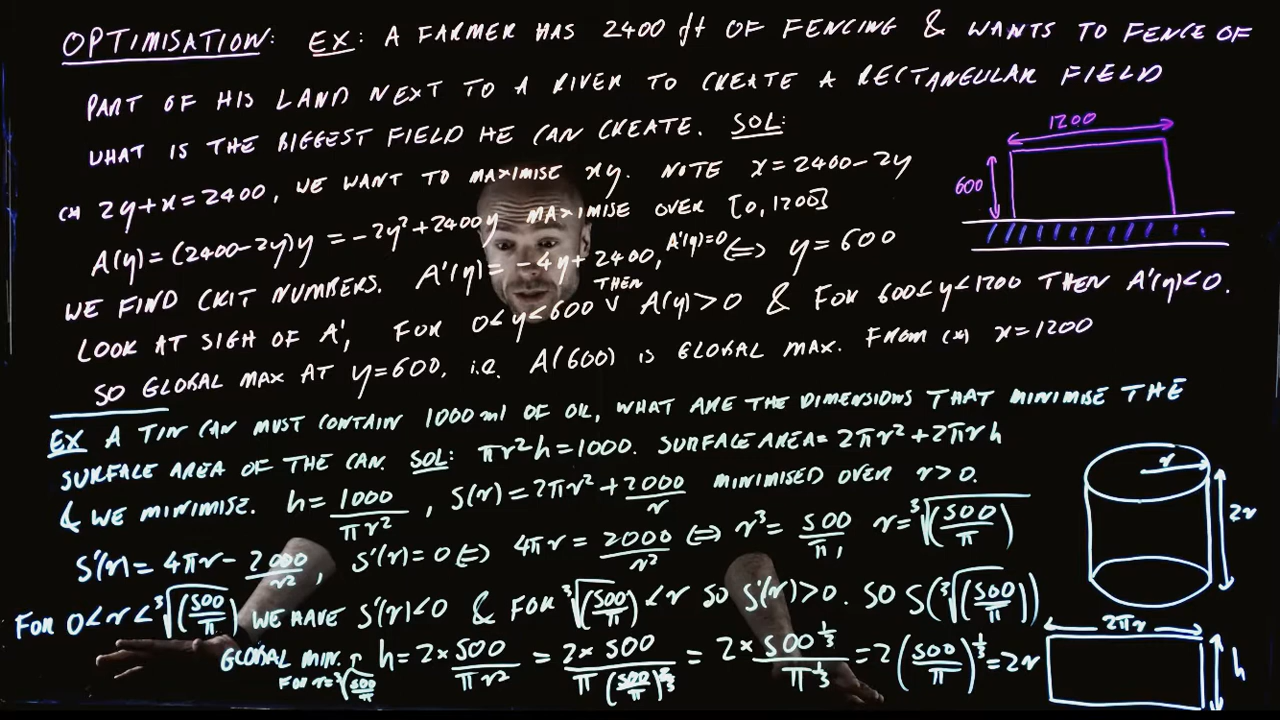 OPTIMISATION: EX: A FARMER HAS 2400 ft OF FENCING & WANTS TO FENCE OF
PART OF HIS LAND NEXT TO A RIVER TO CREATE A RECTANGULAR FIELD
WHAT IS THE BIGGEST FIELD HE CAN CREATE. SOL:
(*) 2y+x=2400, WE WANT TO MAXIMISE xy. NOTE x=2400-2y
A(y)=(2400-2y)y=-2y²+2400y MAXIMISE OVER [0,1200]
WE FIND CRIT NUMBERS. A'(y)=-4y+2400, A'(y)=0 ⇔ y=600
LOOK AT SIGN OF A', FOR 0<y<600 THEN A(y)>0 & FOR 600<y<1200 THEN A'(y)<0.
SO GLOBAL MAX AT y=600, i.e. A(600) IS GLOBAL MAX. FROM (*) x=1200
1200
600
EX A TIN CAN MUST CONTAIN 1000ml OF OIL, WHAT ARE THE DIMENSIONS THAT MINIMISE THE
SURFACE AREA OF THE CAN. SOL: πr²h=1000. SURFACE AREA=2πr²+2πrh
& WE MINIMISE. h=1000/πr², S(r)=2πr²+2000/r MINIMISED OVER r>0.
S'(r)=4πr-2000/r², S'(r)=0⇔ 4πr=2000/r² ⇔ r³=500/π, r=∛(500/π)
FOR 0<r<∛(500/π) WE HAVE S'(r)<0 & FOR ∛(500/π)<r SO S'(r)>0. SO S(∛(500/π))
GLOBAL MIN. ↑ FOR r=∛(500/π) h=2×500/πr² = 2×500/π(500/π)^⅔ = 2×500^⅓/π^⅓ = 2(500/π)^⅓=2r
r
2r
2πr
h